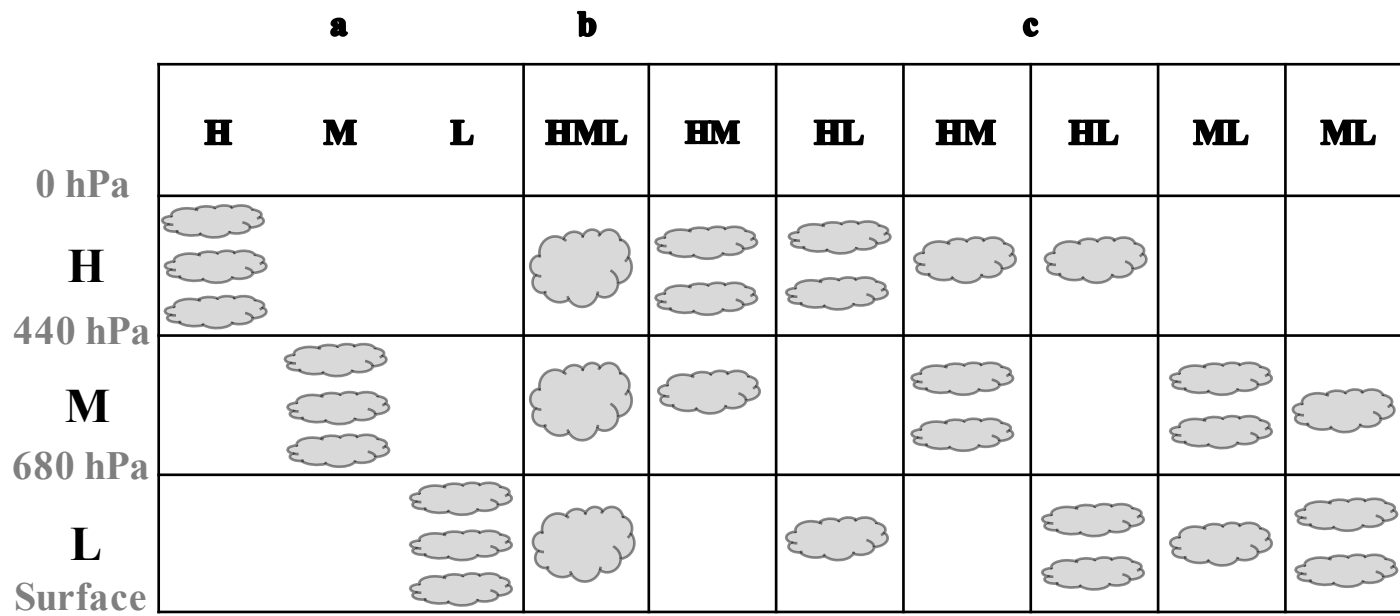 a b c
H M L HML HM HL HM HL ML ML
0 hPa
H
440 hPa
M
680 hPa
L
Surface